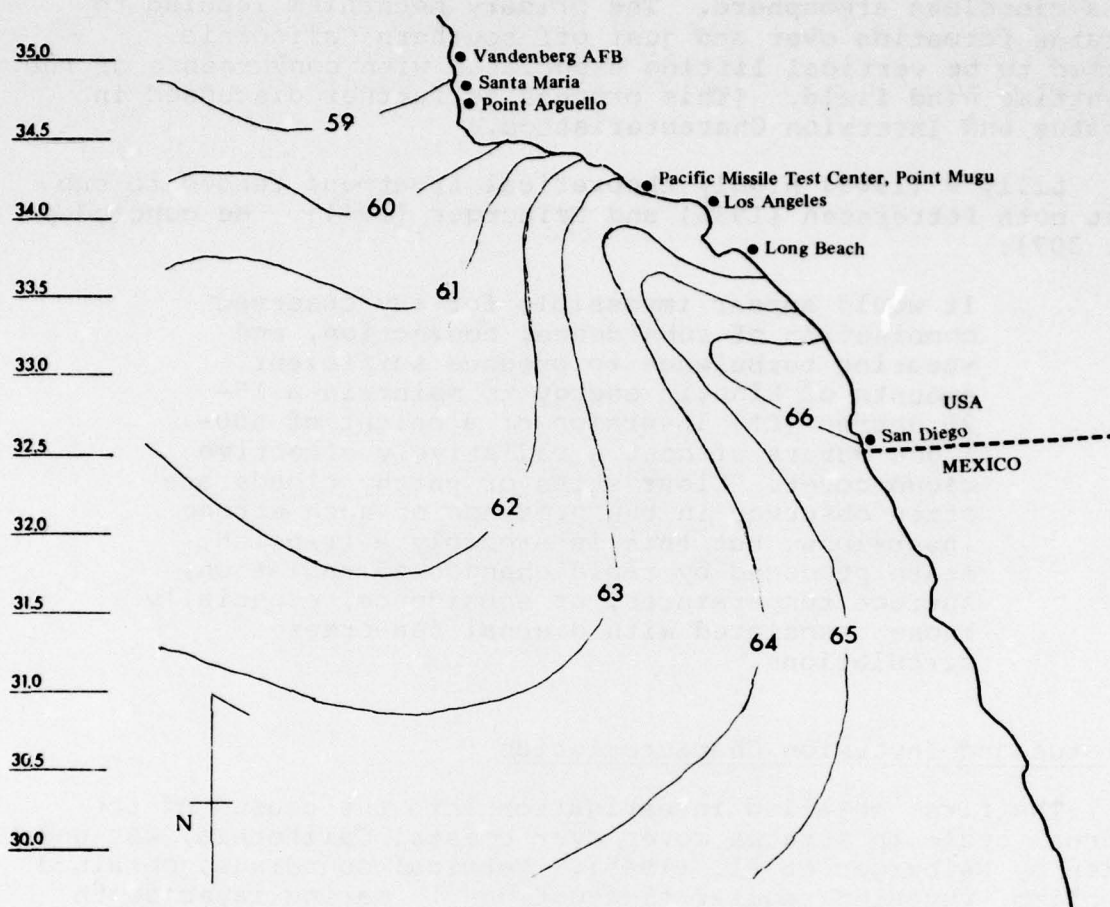 35.0
Vandenberg AFB
Santa Maria
Point Arguello
59
34.5
Pacific Missile Test Center, Point Mugu
60
34.0
Los Angeles
Long Beach
61
33.5
33.0
66
USA
San Diego
32.5
MEXICO
62
32.0
31.5
63
64
65
31.0
30.5
N
30.0